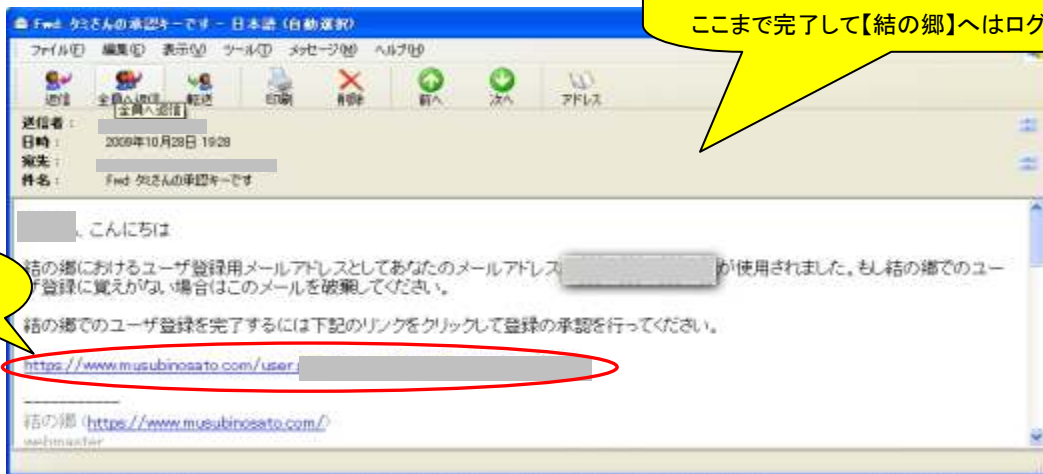 ここまで完了して【結の郷】へはログ
Fwd タミさんの承認キーです - 日本語 (自動選択)
ファイル(F) 編集(E) 表示(V) ツール(T) メッセージ(M) ヘルプ(H)
返信 全員へ返信 転送 印刷 削除 前へ 次へ アドレス
全員へ返信
送信者:
日時: 2009年10月28日 19:28
宛先:
件名: Fwd タミさんの承認キーです
、こんにちは
結の郷におけるユーザ登録用メールアドレスとしてあなたのメールアドレス が使用されました。もし結の郷でのユー
ザ登録に覚えがない場合はこのメールを破棄してください。
結の郷でのユーザ登録を完了するには下記のリンクをクリックして登録の承認を行ってください。
https://www.musubinosato.com/user
------------
結の郷 (https://www.musubinosato.com/)
webmaster